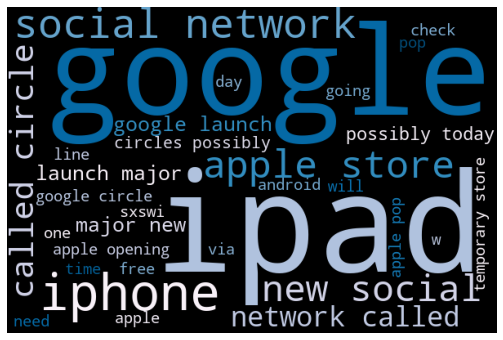 social network
google
check
pop
day
going
google launch
circles possibly
possibly today
line
launch major
apple store
called circle
google circle
android
will
ipad
sxswi
one
major new
apple opening
via
w
apple pop
temporary store
time
free
iphone
new social
need
apple
network called